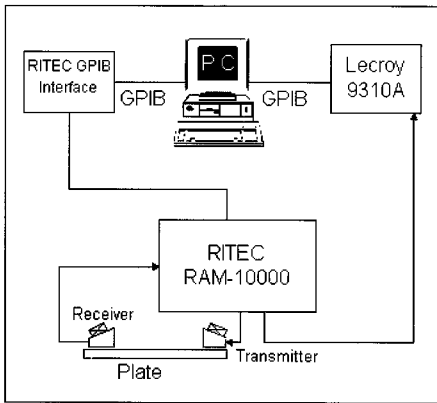 RITEC GPIB
Interface
GPIB
PC
GPIB
Lecroy
9310A
RITEC
RAM-10000
Receiver
Transmitter
Plate